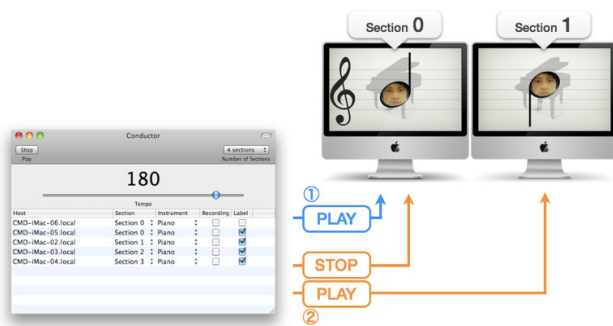 Section 0
Section 1
Conductor
Stop
Play
4 sections
Number of Sections
180
Tempo
Host Section Instrument Recording Label
CMD-iMac-06.local Section 0 Piano
CMD-iMac-05.local Section 0 Piano
CMD-iMac-02.local Section 1 Piano
CMD-iMac-03.local Section 2 Piano
CMD-iMac-04.local Section 3 Piano
①
PLAY
STOP
PLAY
②